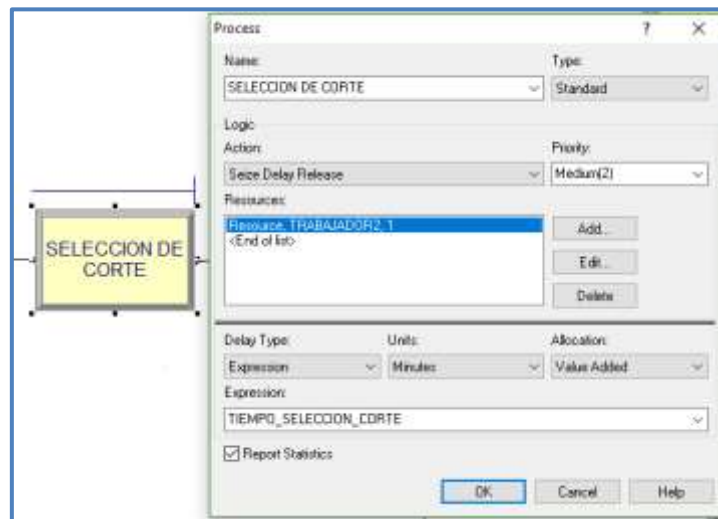 Process
? X
Name:
Type:
SELECCION DE CORTE
Standard
Logic
Action:
Priority:
Seize Delay Release
Medium(2)
Resources:
Resource, TRABAJADOR2, 1
<End of list>
Add...
Edit...
Delete
SELECCION DE
CORTE
Delay Type:
Units:
Allocation:
Expression
Minutes
Value Added
Expression:
TIEMPO_SELECCION_CORTE
Report Statistics
OK
Cancel
Help